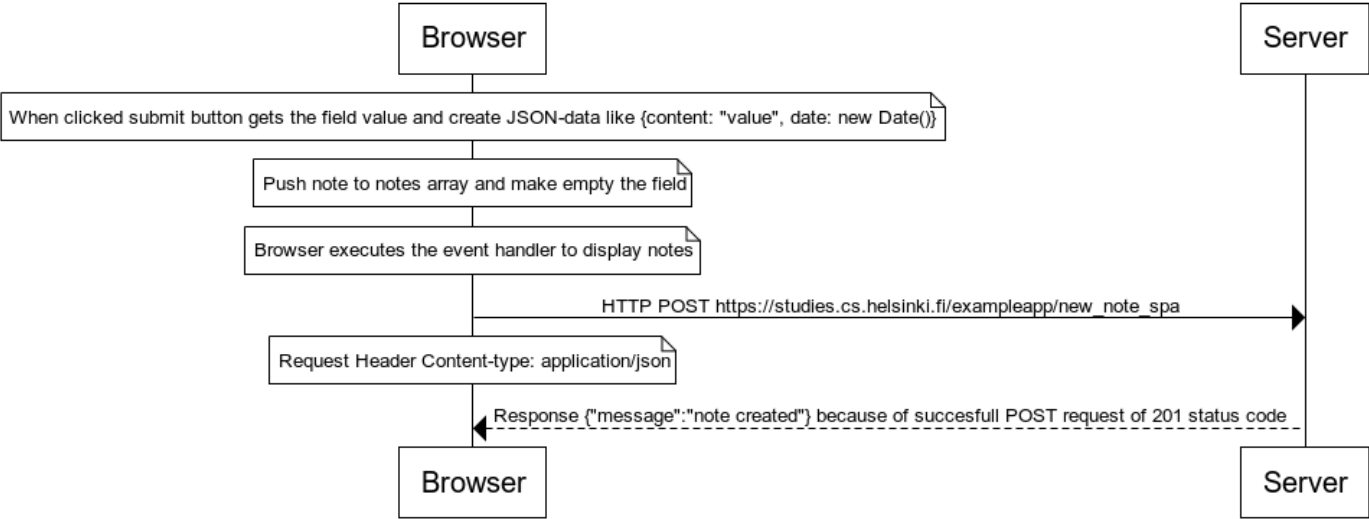 Browser
Server
When clicked submit button gets the field value and create JSON-data like {content: "value", date: new Date()}
Push note to notes array and make empty the field
Browser executes the event handler to display notes
HTTP POST https://studies.cs.helsinki.fi/exampleapp/new_note_spa
Request Header Content-type: application/json
Response {"message":"note created"} because of succesfull POST request of 201 status code
Browser
Server